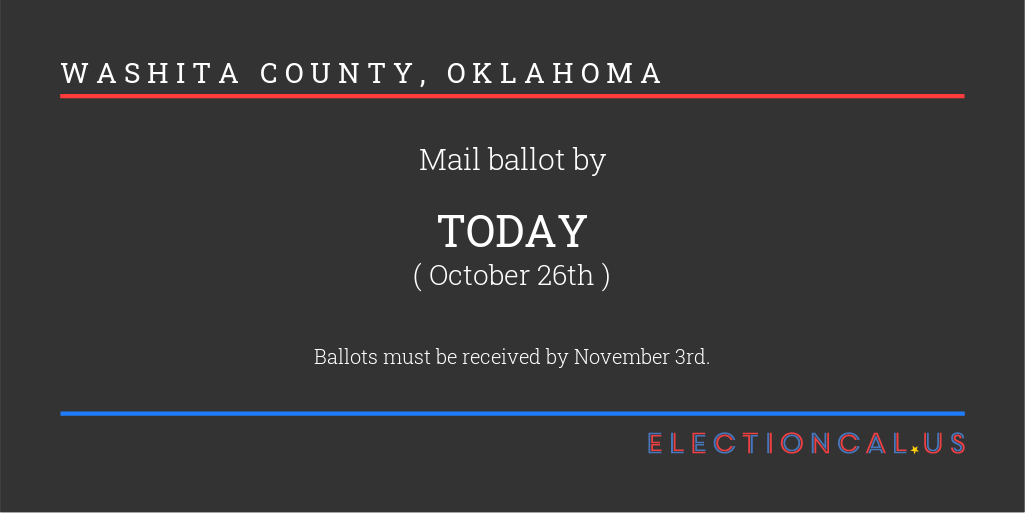 WASHITA COUNTY, OKLAHOMA
Mail ballot by
TODAY
( October 26th )
Ballots must be received by November 3rd.
ELECTIONCAL.US